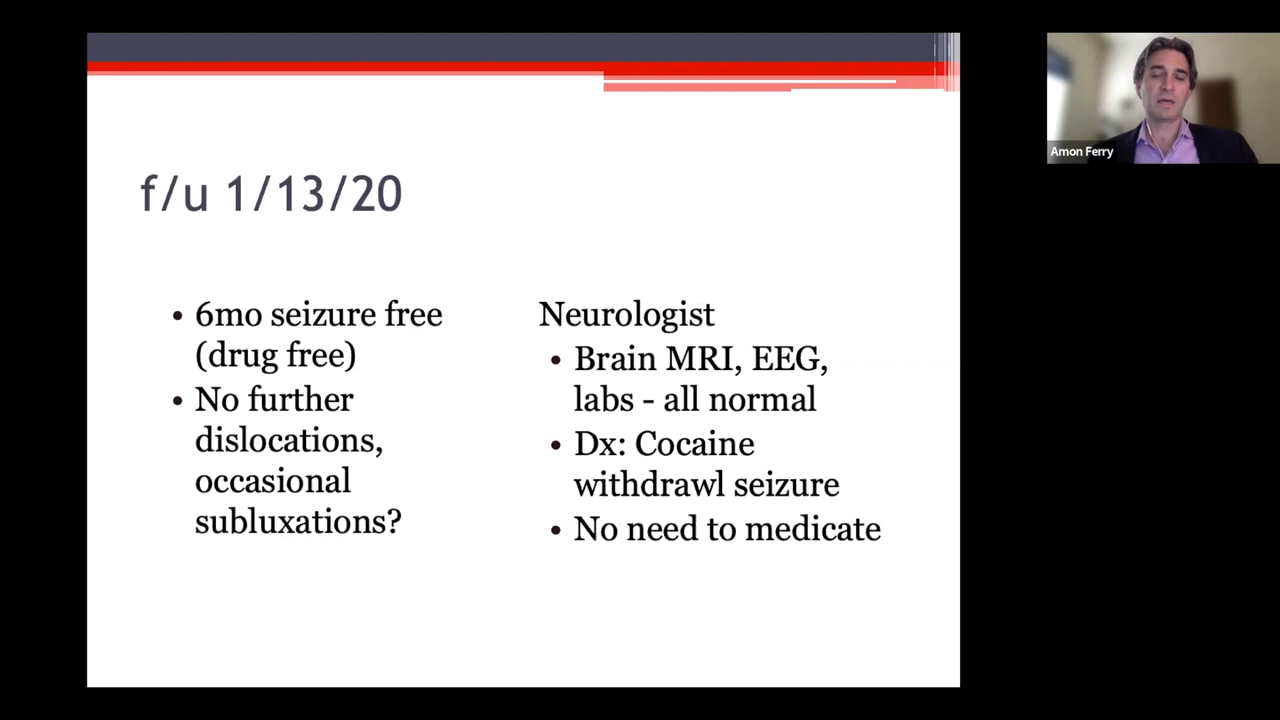 f/u 1/13/20
• 6mo seizure free
(drug free)
• No further
dislocations,
occasional
subluxations?
Neurologist
• Brain MRI, EEG,
labs - all normal
• Dx: Cocaine
withdrawl seizure
• No need to medicate
Amon Ferry